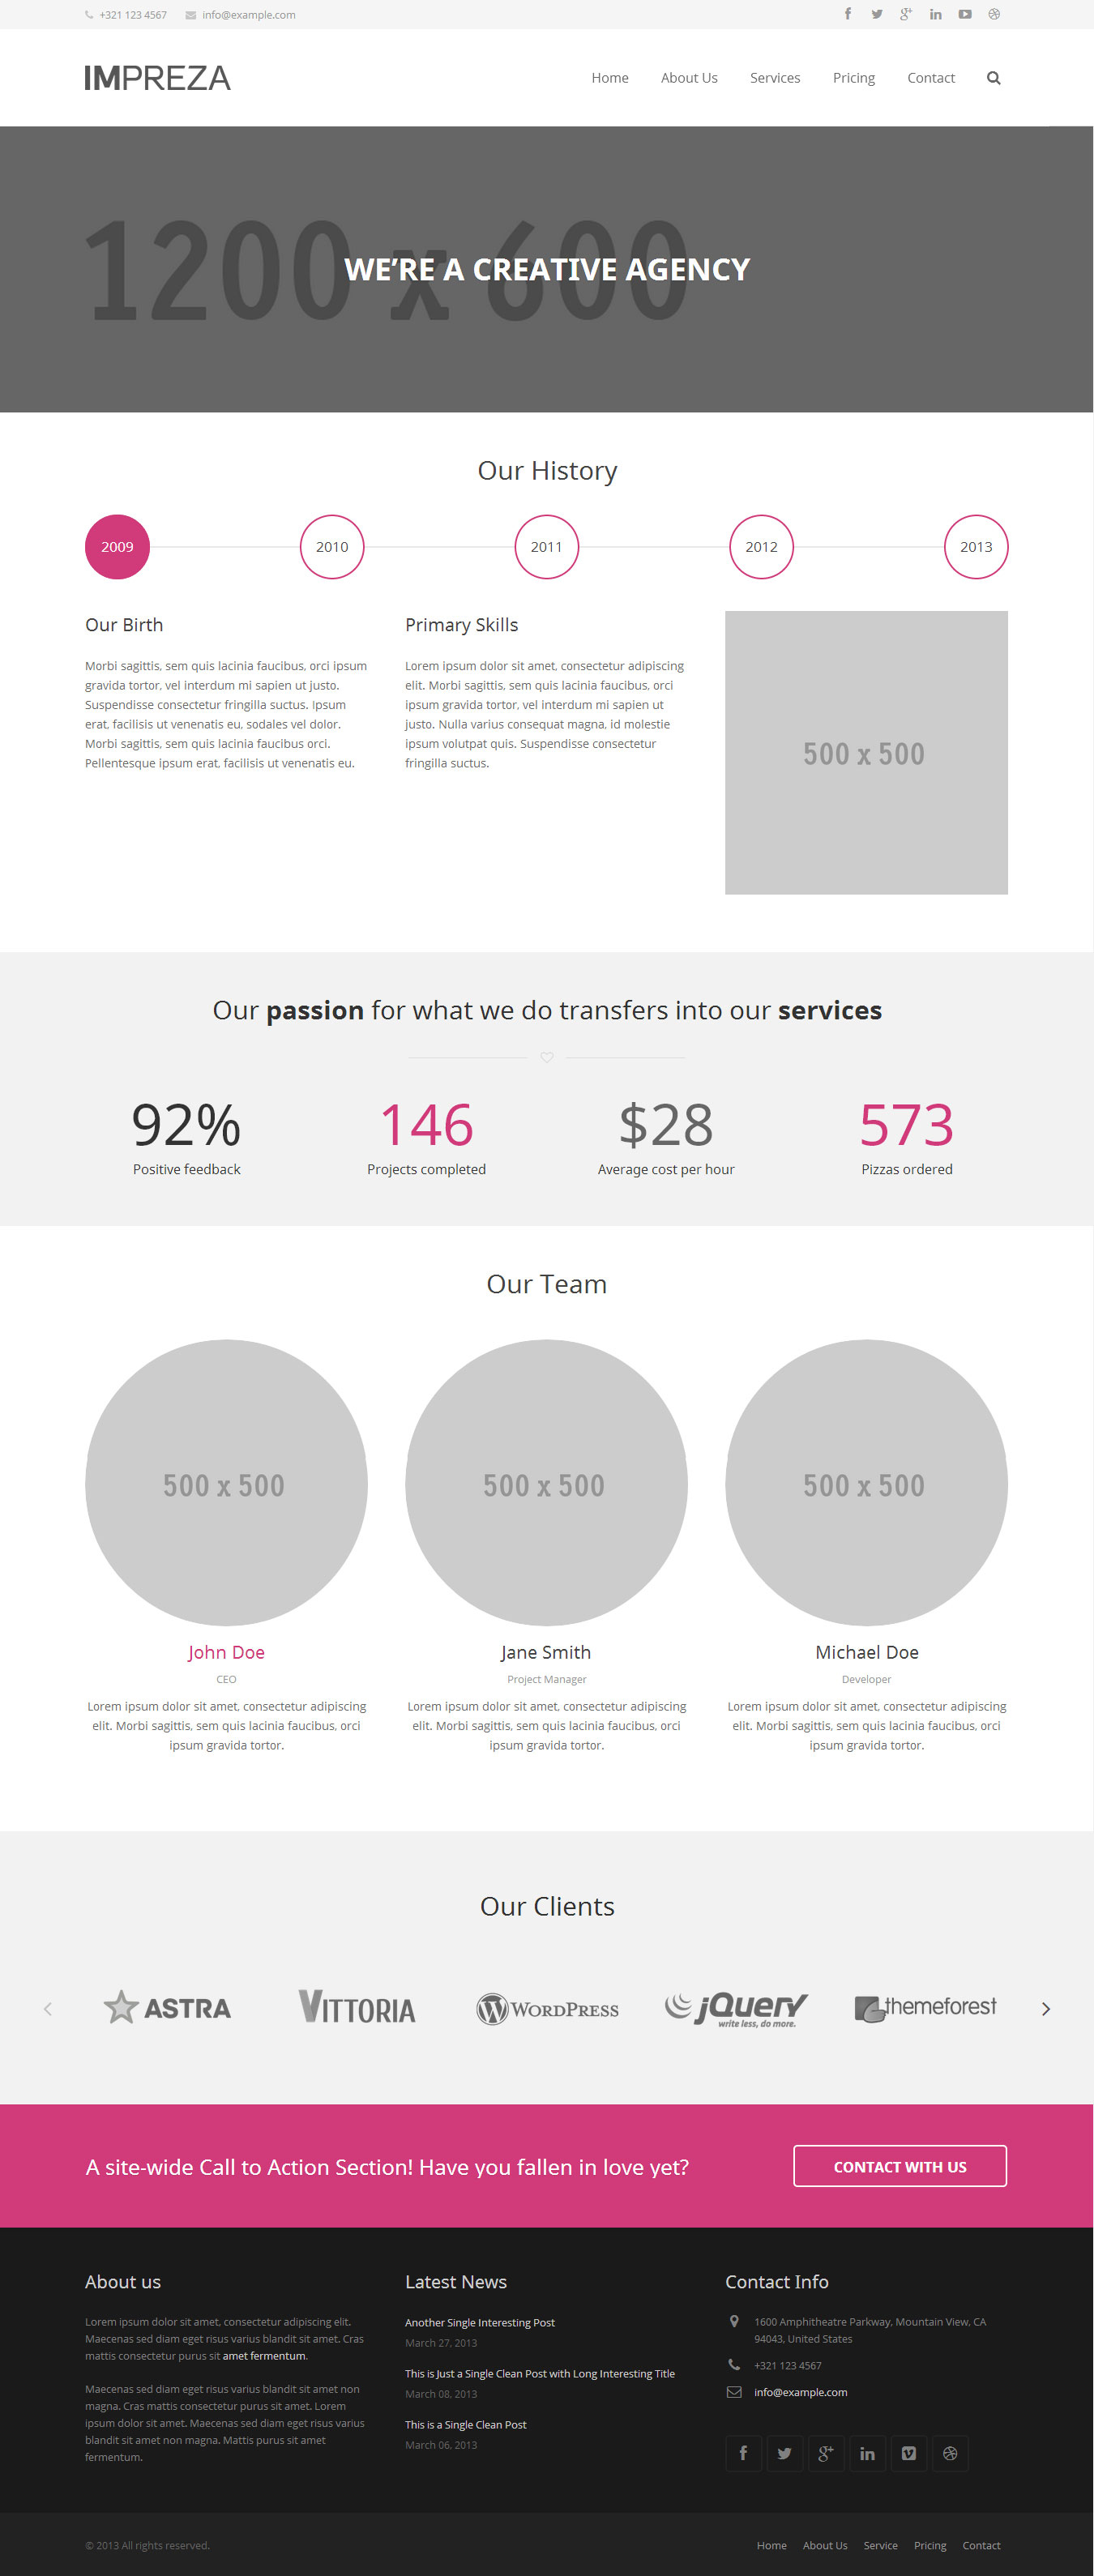 +321 123 4567 info@example.com
IMPREZA Home About Us Services Pricing Contact
1200 x 600
WE'RE A CREATIVE AGENCY
Our History
2009 2010 2011 2012 2013
Our Birth
Morbi sagittis, sem quis lacinia faucibus, orci ipsum
gravida tortor, vel interdum mi sapien ut justo.
Suspendisse consectetur fringilla suctus. Ipsum
erat, facilisis ut venenatis eu, sodales vel dolor.
Morbi sagittis, sem quis lacinia faucibus orci.
Pellentesque ipsum erat, facilisis ut venenatis eu.
Primary Skills
Lorem ipsum dolor sit amet, consectetur adipiscing
elit. Morbi sagittis, sem quis lacinia faucibus, orci
ipsum gravida tortor, vel interdum mi sapien ut
justo. Nulla varius consequat magna, id molestie
ipsum volutpat quis. Suspendisse consectetur
fringilla suctus.
500 x 500
Our passion for what we do transfers into our services
92% 146 $28 573
Positive feedback Projects completed Average cost per hour Pizzas ordered
Our Team
500 x 500 500 x 500 500 x 500
John Doe
CEO
Lorem ipsum dolor sit amet, consectetur adipiscing
elit. Morbi sagittis, sem quis lacinia faucibus, orci
ipsum gravida tortor.
Jane Smith
Project Manager
Lorem ipsum dolor sit amet, consectetur adipiscing
elit. Morbi sagittis, sem quis lacinia faucibus, orci
ipsum gravida tortor.
Michael Doe
Developer
Lorem ipsum dolor sit amet, consectetur adipiscing
elit. Morbi sagittis, sem quis lacinia faucibus, orci
ipsum gravida tortor.
Our Clients
ASTRA VITTORIA WORDPRESS jQuery themeforest
write less, do more.
A site-wide Call to Action Section! Have you fallen in love yet? CONTACT WITH US
About us
Lorem ipsum dolor sit amet, consectetur adipiscing elit.
Maecenas sed diam eget risus varius blandit sit amet. Cras
mattis consectetur purus sit amet fermentum.
Maecenas sed diam eget risus varius blandit sit amet non
magna. Cras mattis consectetur purus sit amet. Lorem
ipsum dolor sit amet. Maecenas sed diam eget risus varius
blandit sit amet non magna. Mattis purus sit amet
fermentum.
Latest News
Another Single Interesting Post
March 27, 2013
This is Just a Single Clean Post with Long Interesting Title
March 08, 2013
This is a Single Clean Post
March 06, 2013
Contact Info
1600 Amphitheatre Parkway, Mountain View, CA
94043, United States
+321 123 4567
info@example.com
© 2013 All rights reserved. Home About Us Service Pricing Contact